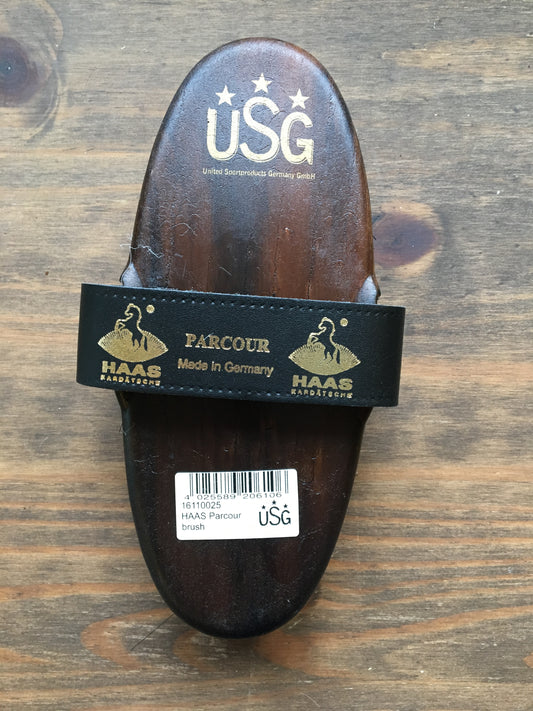 USG
United Sportproducts Germany GmbH
®
HAAS
KARDÄTSCHE
PARCOUR
Made in Germany
®
HAAS
KARDÄTSCHE
4 025589 206106
16110025
HAAS Parcour
brush
USG